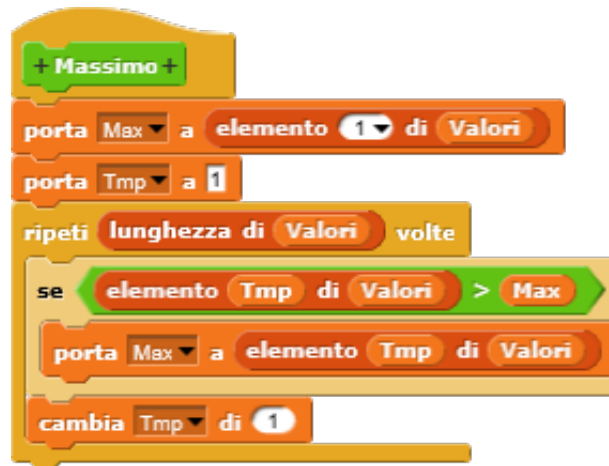 + Massimo +
porta Max a elemento 1 di Valori
porta Tmp a 1
ripeti lunghezza di Valori volte
se elemento Tmp di Valori > Max
porta Max a elemento Tmp di Valori
cambia Tmp di 1